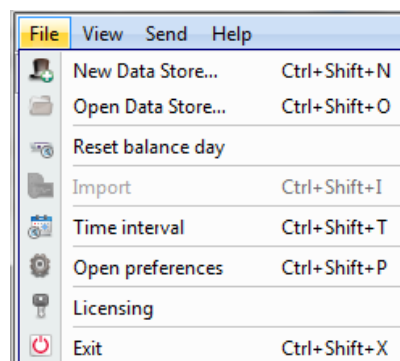 File View Send Help
New Data Store... Ctrl+Shift+N
Open Data Store... Ctrl+Shift+O
Reset balance day
Import Ctrl+Shift+I
Time interval Ctrl+Shift+T
Open preferences Ctrl+Shift+P
Licensing
Exit Ctrl+Shift+X